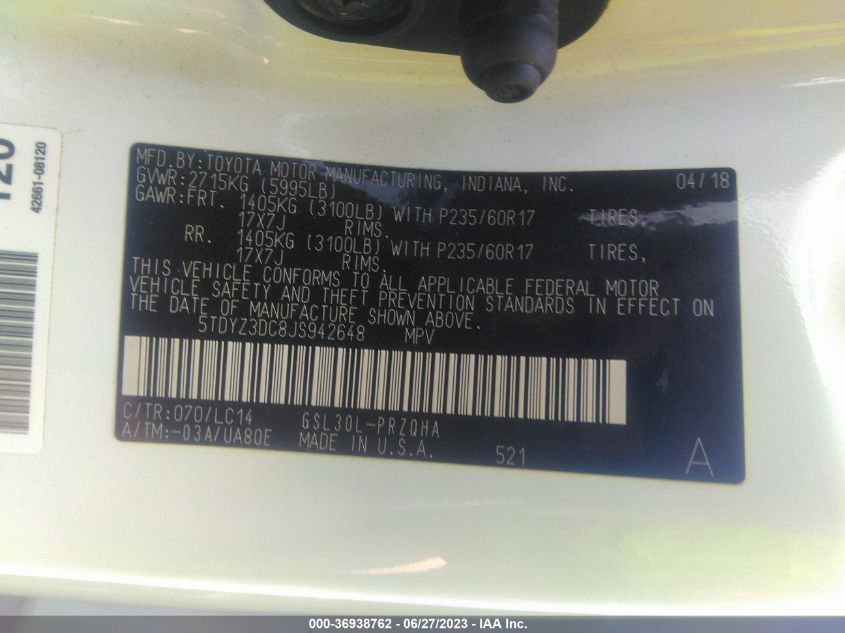 MFD.BY:TOYOTA MOTOR MANUFACTURING, INDIANA, INC. 04/18
GVWR:2715KG (5995LB)
GAWR:FRT. 1405KG (3100LB) WITH P235/60R17 TIRES,
17X7J RIMS.
RR. 1405KG (3100LB) WITH P235/60R17 TIRES,
17X7J RIMS.
THIS VEHICLE CONFORMS TO ALL APPLICABLE FEDERAL MOTOR
VEHICLE SAFETY AND THEFT PREVENTION STANDARDS IN EFFECT ON
THE DATE OF MANUFACTURE SHOWN ABOVE.
5TDYZ3DC8JS942648 MPV
C/TR:070/LC14 GSL30L-PRZQHA
A/TM:-03A/UA80E MADE IN U.S.A. 521 A
42661-08120
000-36938762 - 06/27/2023 - IAA Inc.